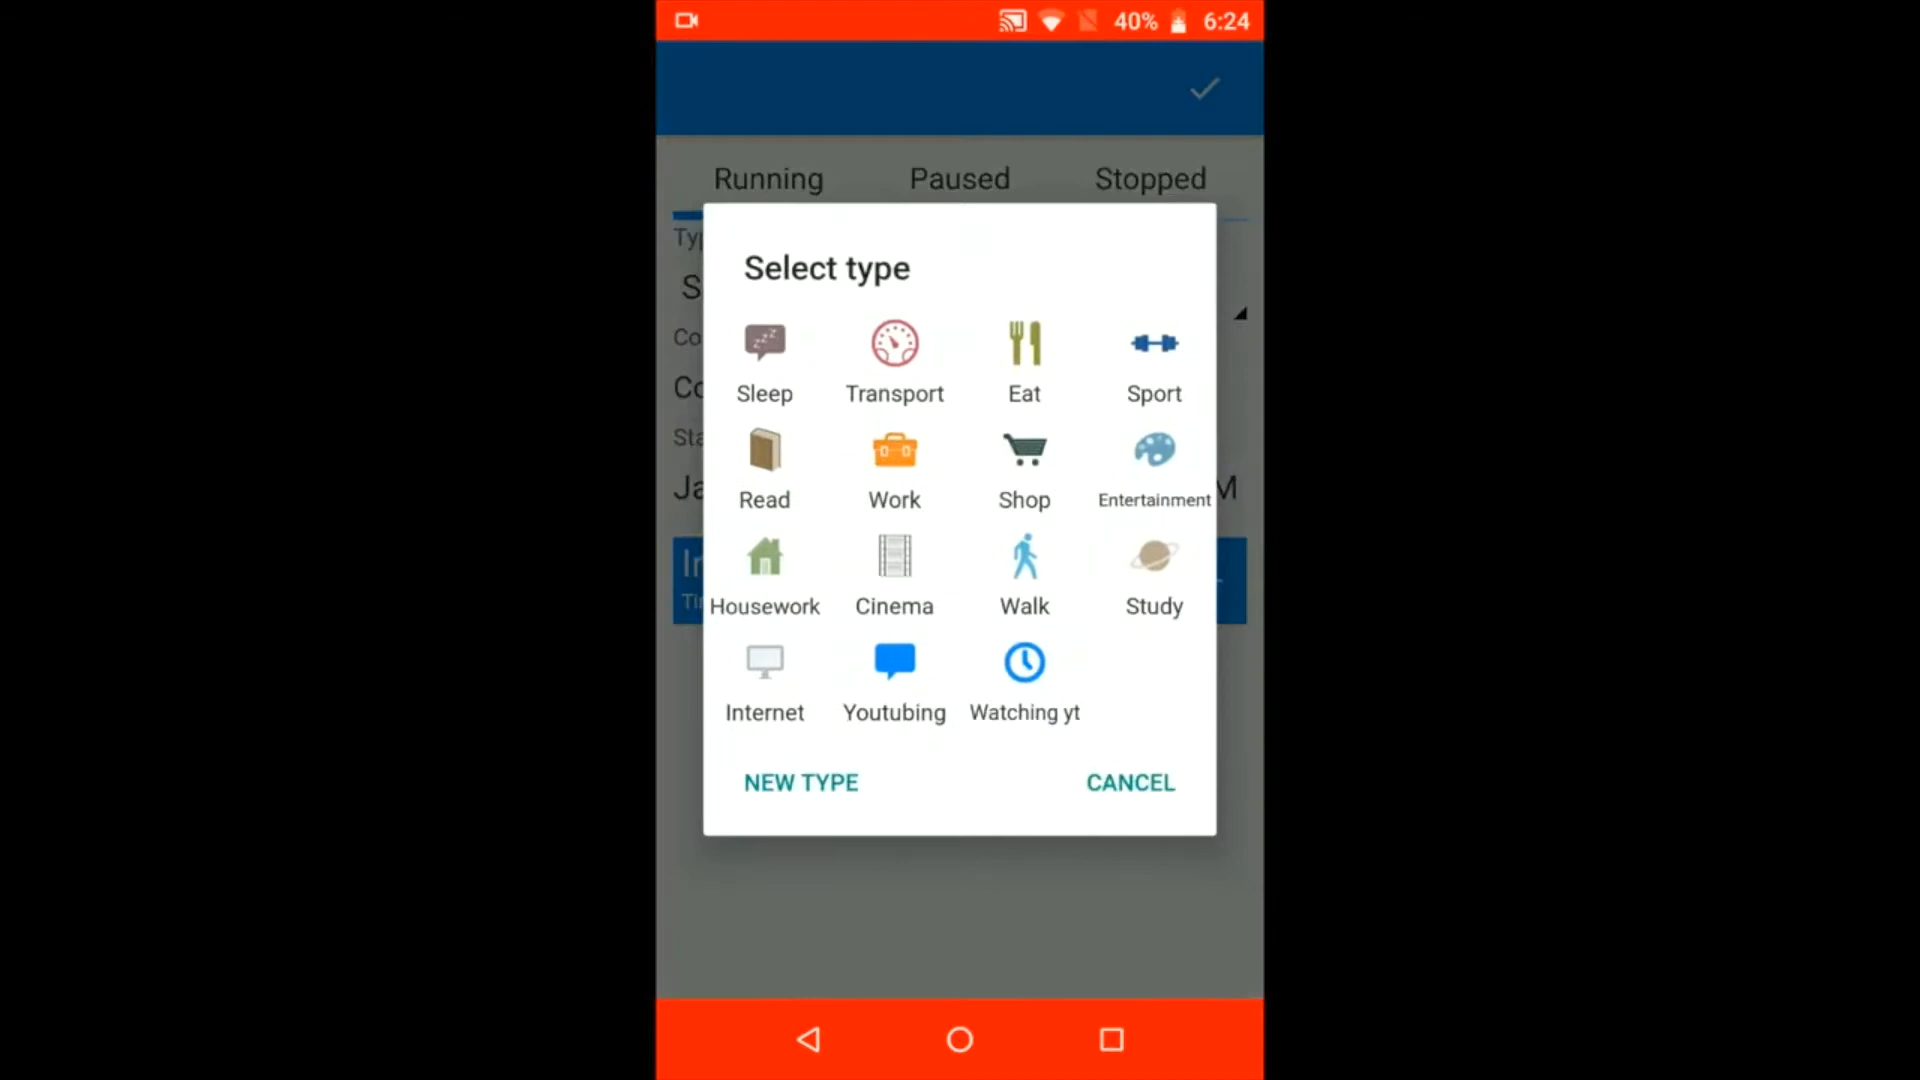 40% 6:24
Running Paused Stopped
Select type
Sleep Transport Eat Sport
Read Work Shop Entertainment
Housework Cinema Walk Study
Internet Youtubing Watching yt
NEW TYPE CANCEL